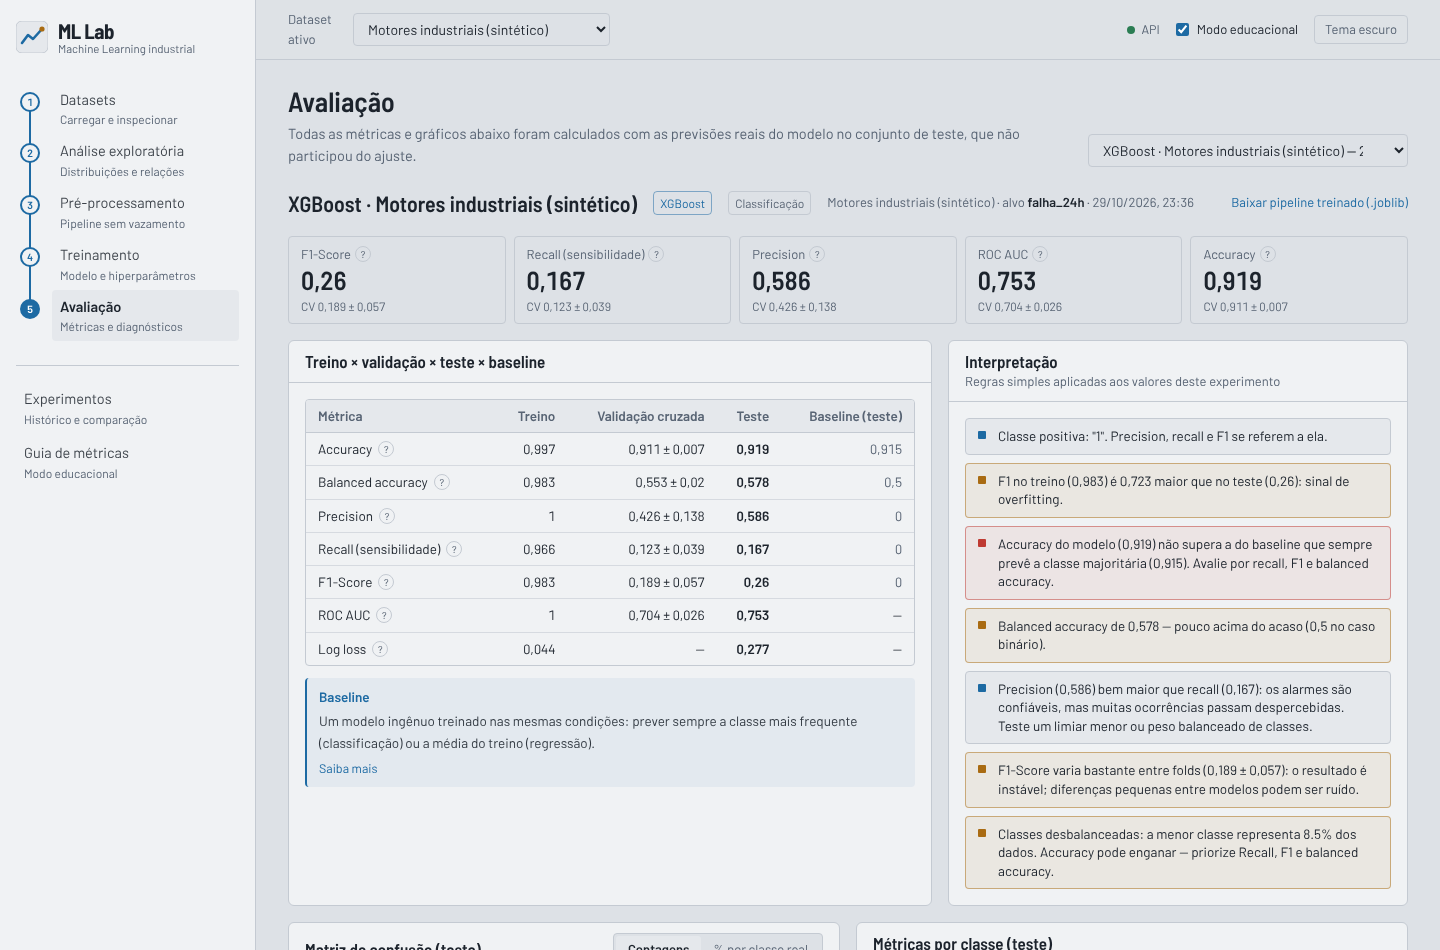 ML Lab
Machine Learning industrial
1
Datasets
Carregar e inspecionar
2
Análise exploratória
Distribuições e relações
3
Pré-processamento
Pipeline sem vazamento
4
Treinamento
Modelo e hiperparâmetros
5
Avaliação
Métricas e diagnósticos
Experimentos
Histórico e comparação
Guia de métricas
Modo educacional
Dataset
ativo
Motores industriais (sintético)
API
Modo educacional
Tema escuro
Avaliação
Todas as métricas e gráficos abaixo foram calculados com as previsões reais do modelo no conjunto de teste, que não
participou do ajuste.
XGBoost · Motores industriais (sintético) —
XGBoost · Motores industriais (sintético)
XGBoost
Classificação
Motores industriais (sintético) · alvo falha_24h · 29/10/2026, 23:36
Baixar pipeline treinado (.joblib)
F1-Score ?
0,26
CV 0,189 ± 0,057
Recall (sensibilidade) ?
0,167
CV 0,123 ± 0,039
Precision ?
0,586
CV 0,426 ± 0,138
ROC AUC ?
0,753
CV 0,704 ± 0,026
Accuracy ?
0,919
CV 0,911 ± 0,007
Treino × validação × teste × baseline
Métrica Treino Validação cruzada Teste Baseline (teste)
Accuracy ? 0,997 0,911 ± 0,007 0,919 0,915
Balanced accuracy ? 0,983 0,553 ± 0,02 0,578 0,5
Precision ? 1 0,426 ± 0,138 0,586 0
Recall (sensibilidade) ? 0,966 0,123 ± 0,039 0,167 0
F1-Score ? 0,983 0,189 ± 0,057 0,26 0
ROC AUC ? 1 0,704 ± 0,026 0,753 —
Log loss ? 0,044 — 0,277 —
Baseline
Um modelo ingênuo treinado nas mesmas condições: prever sempre a classe mais frequente
(classificação) ou a média do treino (regressão).
Saiba mais
Interpretação
Regras simples aplicadas aos valores deste experimento
Classe positiva: "1". Precision, recall e F1 se referem a ela.
F1 no treino (0,983) é 0,723 maior que no teste (0,26): sinal de
overfitting.
Accuracy do modelo (0,919) não supera a do baseline que sempre
prevê a classe majoritária (0,915). Avalie por recall, F1 e balanced
accuracy.
Balanced accuracy de 0,578 — pouco acima do acaso (0,5 no caso
binário).
Precision (0,586) bem maior que recall (0,167): os alarmes são
confiáveis, mas muitas ocorrências passam despercebidas.
Teste um limiar menor ou peso balanceado de classes.
F1-Score varia bastante entre folds (0,189 ± 0,057): o resultado é
instável; diferenças pequenas entre modelos podem ser ruído.
Classes desbalanceadas: a menor classe representa 8.5% dos
dados. Accuracy pode enganar — priorize Recall, F1 e balanced
accuracy.
Matriz de confusão (teste)
Contagens
% por classe real
Métricas por classe (teste)